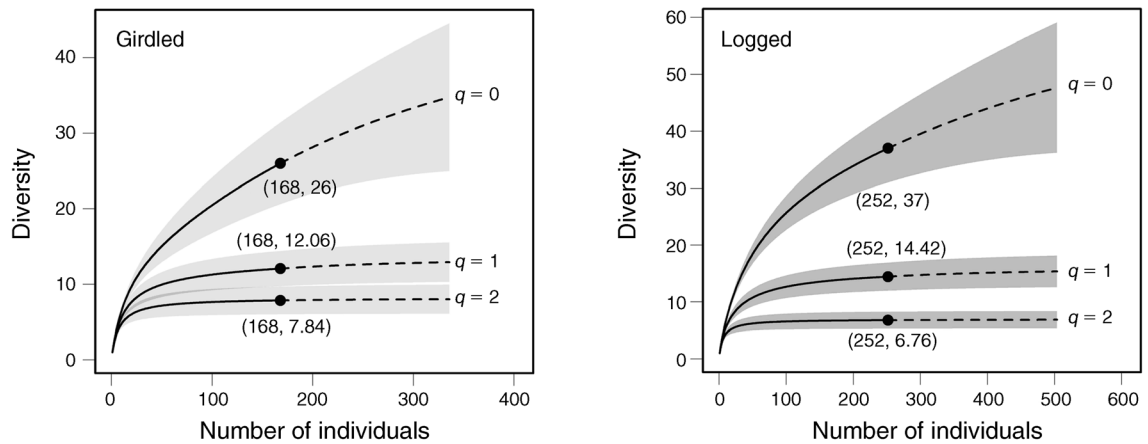 Girdled
Diversity
40
30
20
10
0
q = 0
(168, 26)
(168, 12.06)
q = 1
q = 2
(168, 7.84)
0 100 200 300 400
Number of individuals
Logged
Diversity
60
50
40
30
20
10
0
q = 0
(252, 37)
(252, 14.42)
q = 1
q = 2
(252, 6.76)
0 100 200 300 400 500 600
Number of individuals